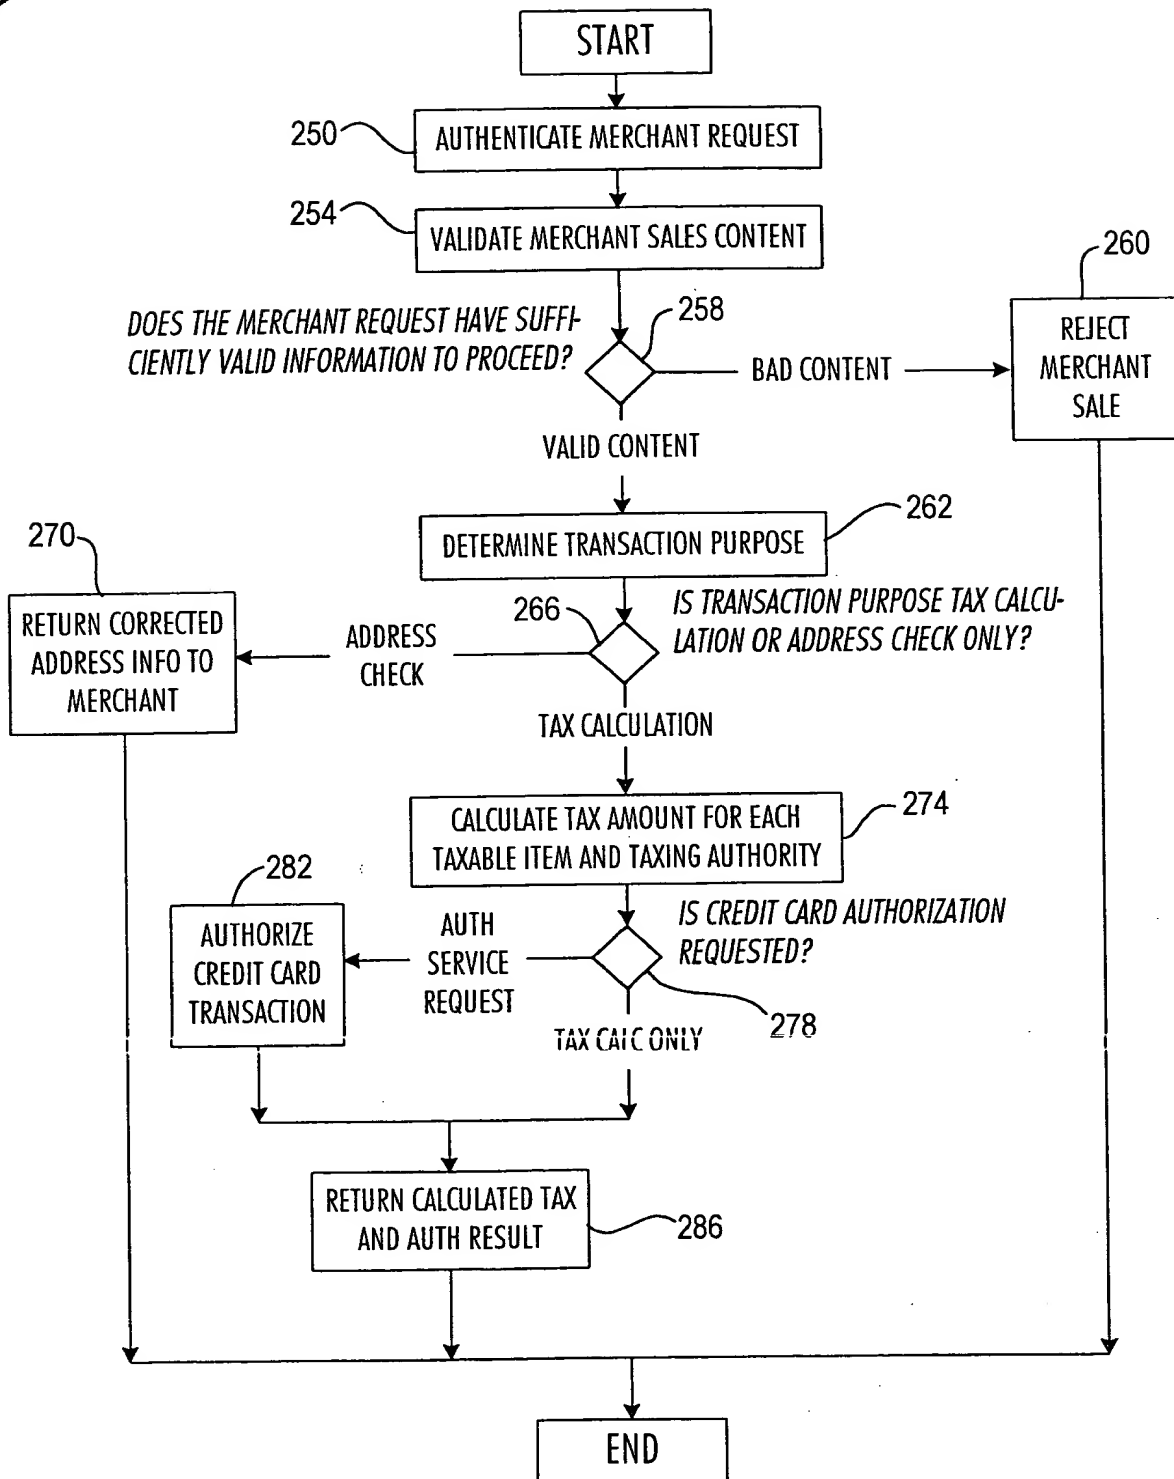 START
250
AUTHENTICATE MERCHANT REQUEST
254
VALIDATE MERCHANT SALES CONTENT
260
REJECT
MERCHANT
SALE
258
DOES THE MERCHANT REQUEST HAVE SUFFI-
CIENTLY VALID INFORMATION TO PROCEED?
BAD CONTENT
VALID CONTENT
262
DETERMINE TRANSACTION PURPOSE
270
RETURN CORRECTED
ADDRESS INFO TO
MERCHANT
266
ADDRESS
CHECK
IS TRANSACTION PURPOSE TAX CALCU-
LATION OR ADDRESS CHECK ONLY?
TAX CALCULATION
274
CALCULATE TAX AMOUNT FOR EACH
TAXABLE ITEM AND TAXING AUTHORITY
282
AUTHORIZE
CREDIT CARD
TRANSACTION
AUTH
SERVICE
REQUEST
IS CREDIT CARD AUTHORIZATION
REQUESTED?
278
TAX CALC ONLY
RETURN CALCULATED TAX
AND AUTH RESULT
286
END